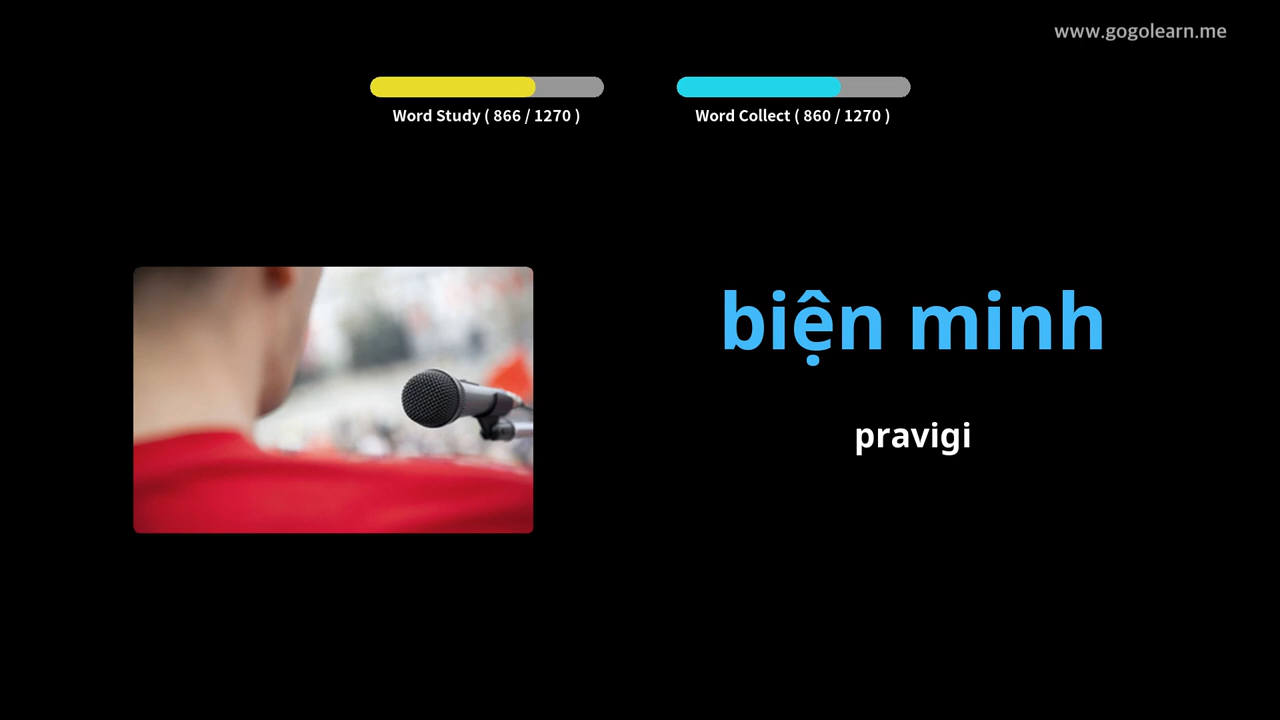 www.gogolearn.me
Word Study ( 866 / 1270 )
Word Collect ( 860 / 1270 )
biện minh
pravigi